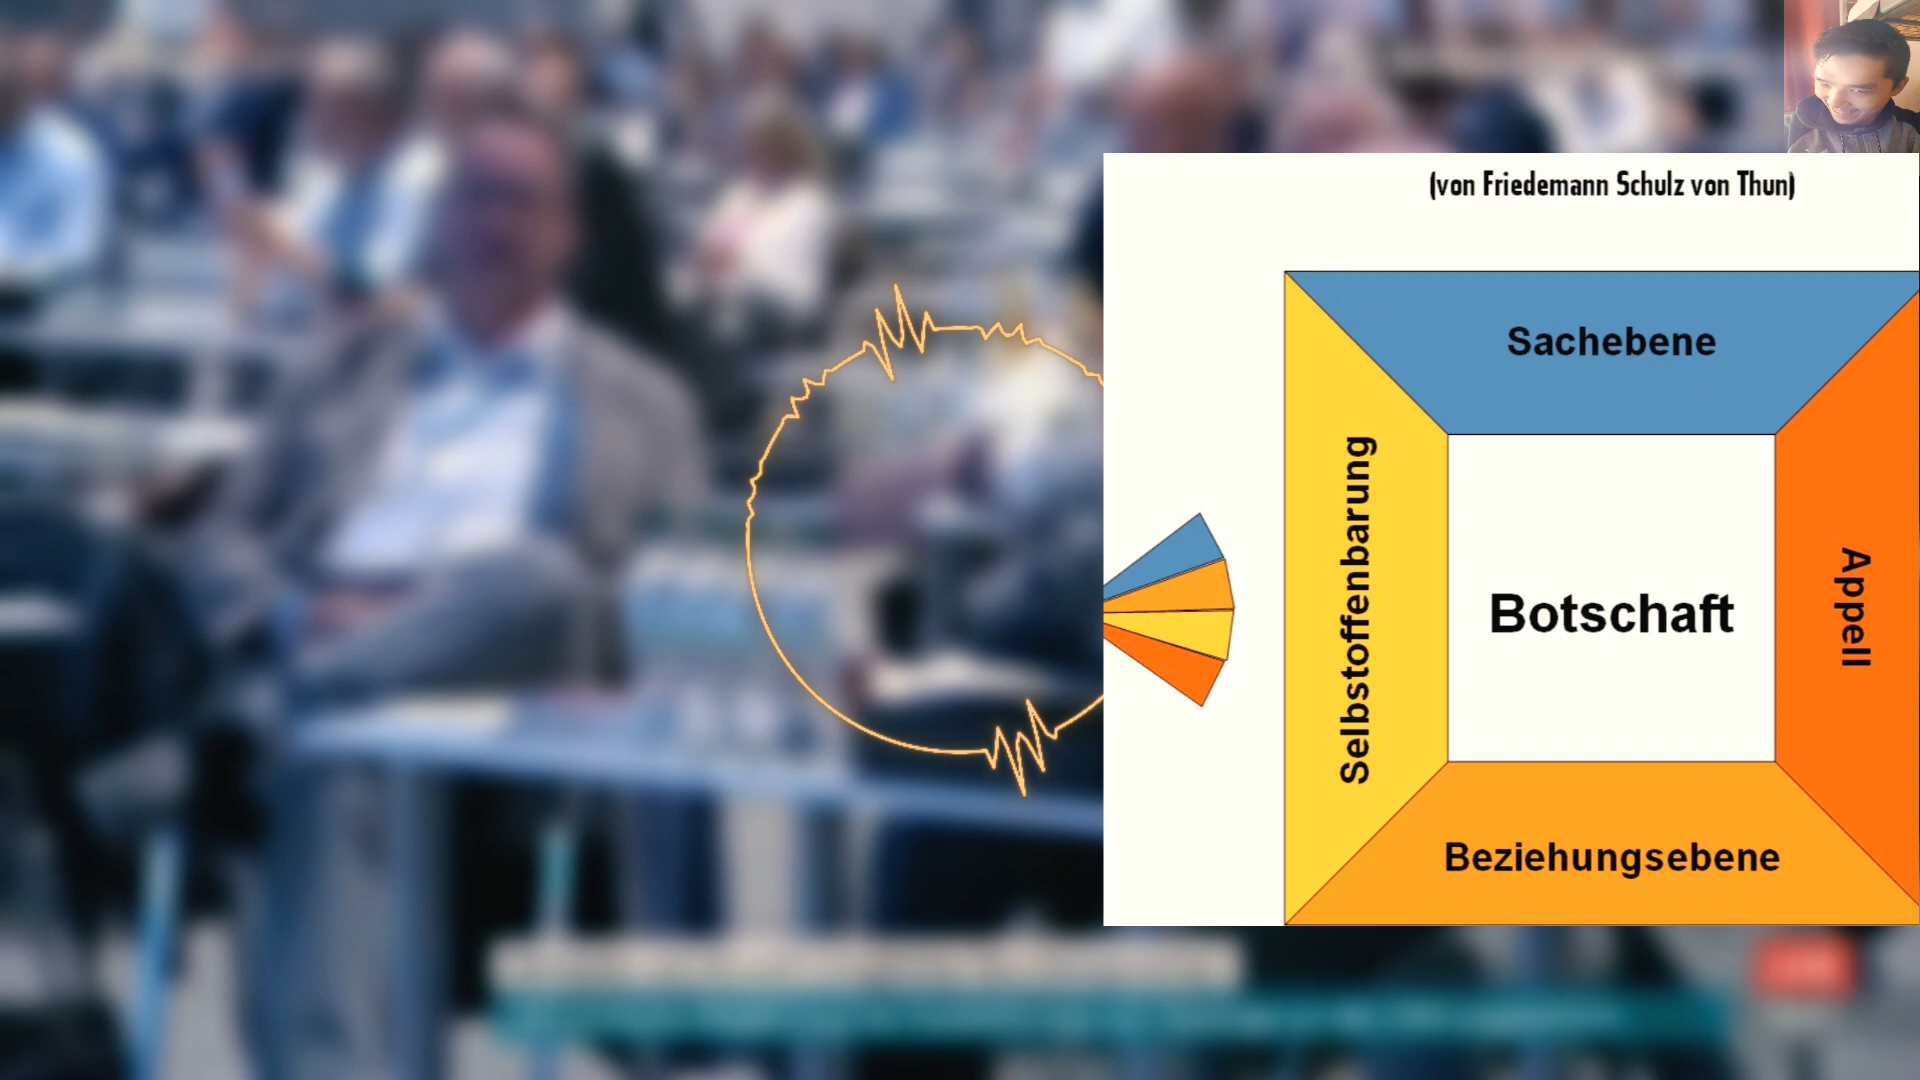 (von Friedemann Schulz von Thun)
Sachebene
Selbstoffenbarung
Botschaft
Appell
Beziehungsebene